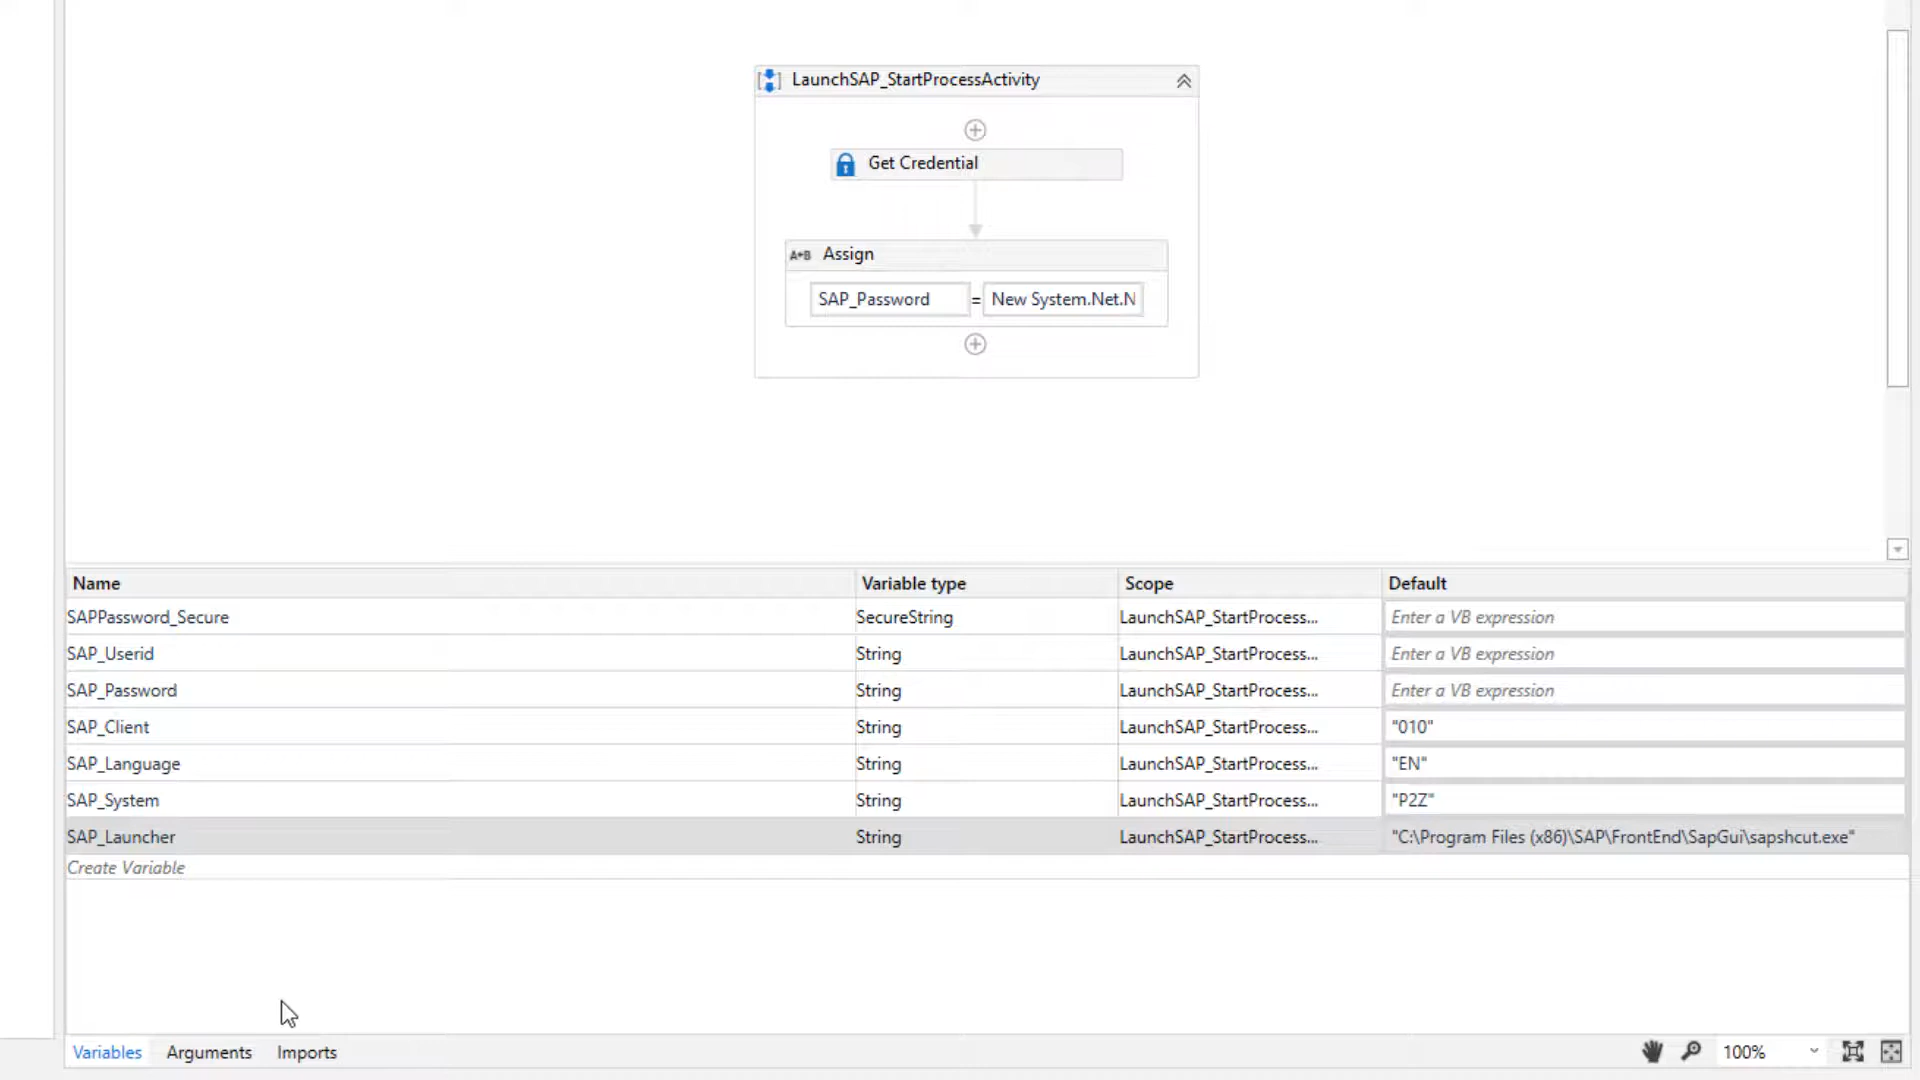 LaunchSAP_StartProcessActivity
Get Credential
A+B Assign
SAP_Password = New System.Net.N
Name Variable type Scope Default
SAPPassword_Secure SecureString LaunchSAP_StartProcess... Enter a VB expression
SAP_Userid String LaunchSAP_StartProcess... Enter a VB expression
SAP_Password String LaunchSAP_StartProcess... Enter a VB expression
SAP_Client String LaunchSAP_StartProcess... "010"
SAP_Language String LaunchSAP_StartProcess... "EN"
SAP_System String LaunchSAP_StartProcess... "P2Z"
SAP_Launcher String LaunchSAP_StartProcess... "C:\Program Files (x86)\SAP\FrontEnd\SapGui\sapshcut.exe"
Create Variable
Variables Arguments Imports 100%